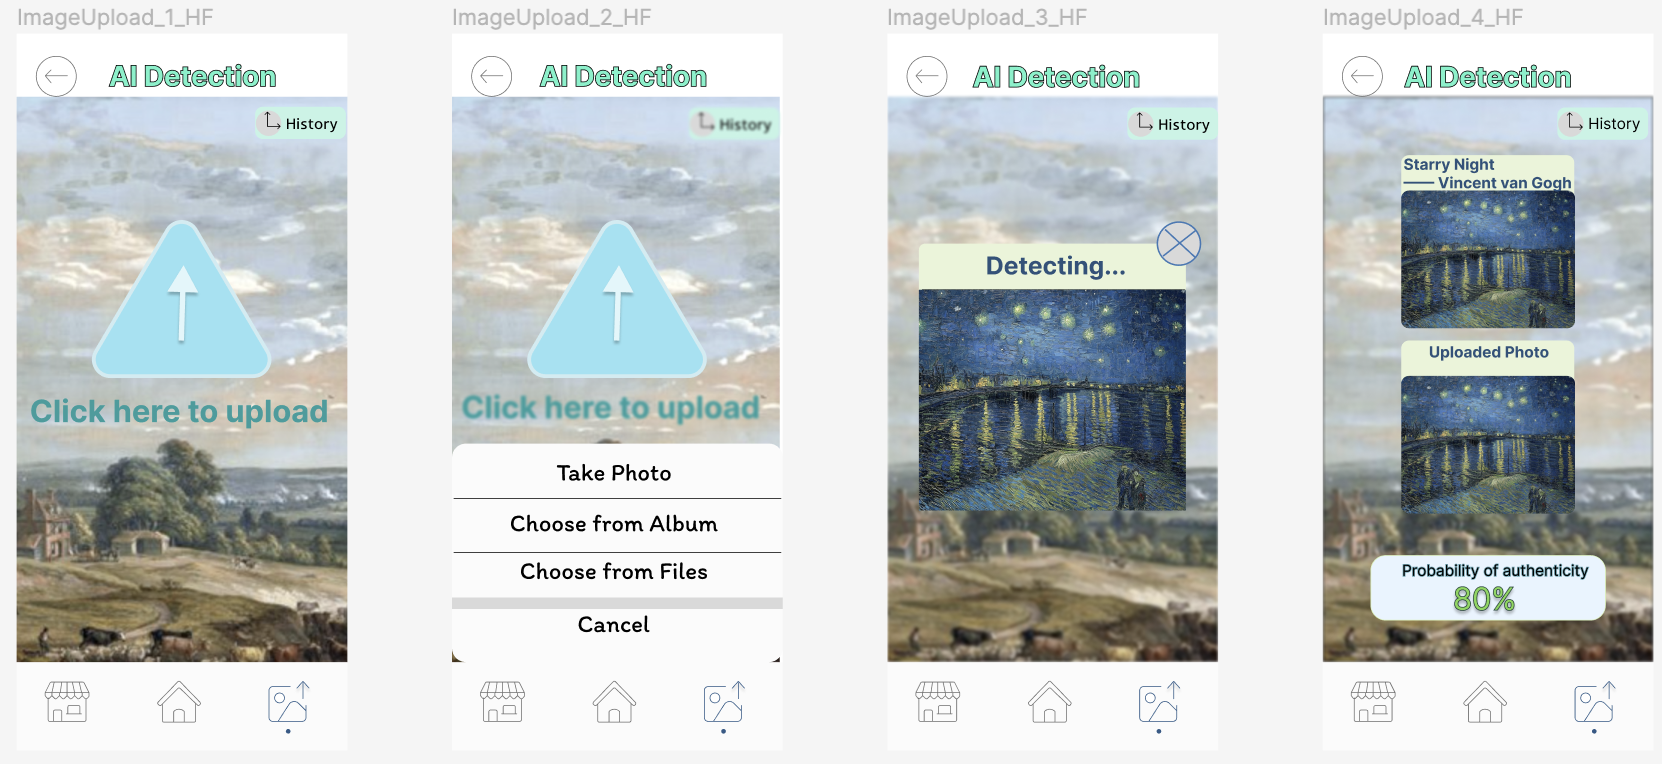 ImageUpload_1_HF
AI Detection
History
Click here to upload
ImageUpload_2_HF
AI Detection
History
Click here to upload
Take Photo
Choose from Album
Choose from Files
Cancel
ImageUpload_3_HF
AI Detection
History
Detecting...
ImageUpload_4_HF
AI Detection
History
Starry Night
—— Vincent van Gogh
Uploaded Photo
Probability of authenticity
80%